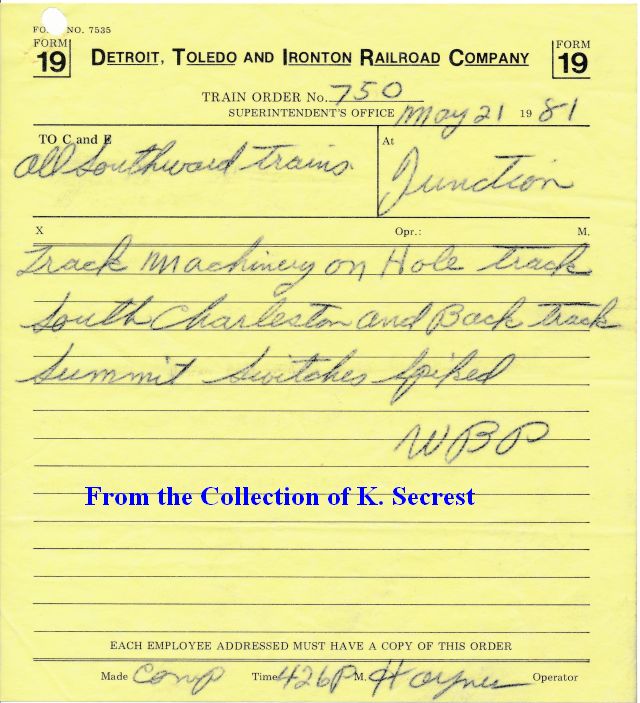 FO NO. 7535
FORM 19 DETROIT, TOLEDO AND IRONTON RAILROAD COMPANY FORM 19
TRAIN ORDER No. 750
SUPERINTENDENT'S OFFICE May 21 19 81
TO C and E At
All Southward trains Junction
X Opr.: M.
Track Machinery on Hole track
South Charleston and Back track
Summit Switches Spiked
WBP
From the Collection of K. Secrest
EACH EMPLOYEE ADDRESSED MUST HAVE A COPY OF THIS ORDER
Made Comp Time 426P M. Haynes Operator